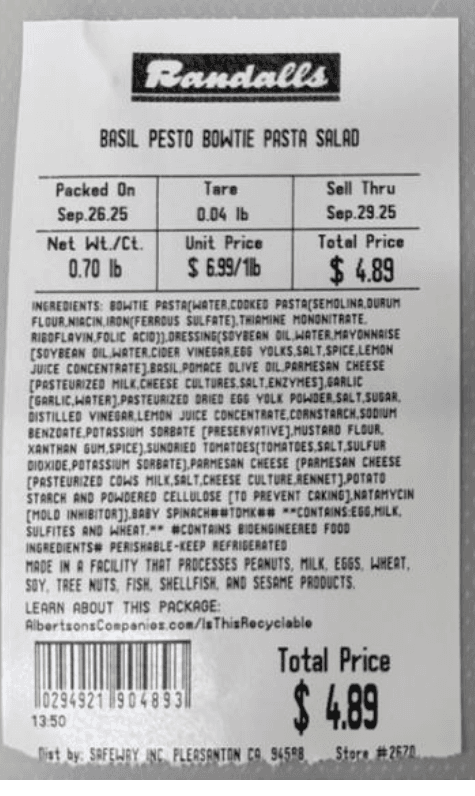 Randalls
BASIL PESTO BOWTIE PASTA SALAD
Packed On Tare Sell Thru
Sep.26.25 0.04 lb Sep.29.25
Net Wt./Ct. Unit Price Total Price
0.70 lb $ 6.99/1lb $ 4.89
INGREDIENTS: BOWTIE PASTA(WATER,COOKED PASTA(SEMOLINA,DURUM
FLOUR,NIACIN,IRON(FERROUS SULFATE),THIAMINE MONONITRATE,
RIBOFLAVIN,FOLIC ACID)),DRESSING(SOYBEAN OIL,WATER,MAYONNAISE
[SOYBEAN OIL,WATER,CIDER VINEGAR,EGG YOLKS,SALT,SPICE,LEMON
JUICE CONCENTRATE],BASIL,POMACE OLIVE OIL,PARMESAN CHEESE
[PASTEURIZED MILK,CHEESE CULTURES,SALT,ENZYMES],GARLIC
[GARLIC,WATER],PASTEURIZED DRIED EGG YOLK POWDER,SALT,SUGAR,
DISTILLED VINEGAR,LEMON JUICE CONCENTRATE,CORNSTARCH,SODIUM
BENZOATE,POTASSIUM SORBATE [PRESERVATIVE],MUSTARD FLOUR,
XANTHAN GUM,SPICE),SUNDRIED TOMATOES(TOMATOES,SALT,SULFUR
DIOXIDE,POTASSIUM SORBATE),PARMESAN CHEESE (PARMESAN CHEESE
[PASTEURIZED COWS MILK,SALT,CHEESE CULTURE,RENNET],POTATO
STARCH AND POWDERED CELLULOSE [TO PREVENT CAKING],NATAMYCIN
[MOLD INHIBITOR]),BABY SPINACH##TOMK## **CONTAINS:EGG,MILK,
SULFITES AND WHEAT.** #CONTAINS BIOENGINEERED FOOD
INGREDIENTS# PERISHABLE-KEEP REFRIGERATED
MADE IN A FACILITY THAT PROCESSES PEANUTS, MILK, EGGS, WHEAT,
SOY, TREE NUTS, FISH, SHELLFISH, AND SESAME PRODUCTS.
LEARN ABOUT THIS PACKAGE:
AlbertsonsCompanies.com/IsThisRecyclable
0294921 904893
13:50
Total Price
$ 4.89
Dist by: SAFEWAY INC PLEASANTON CA 94588 Store #2670